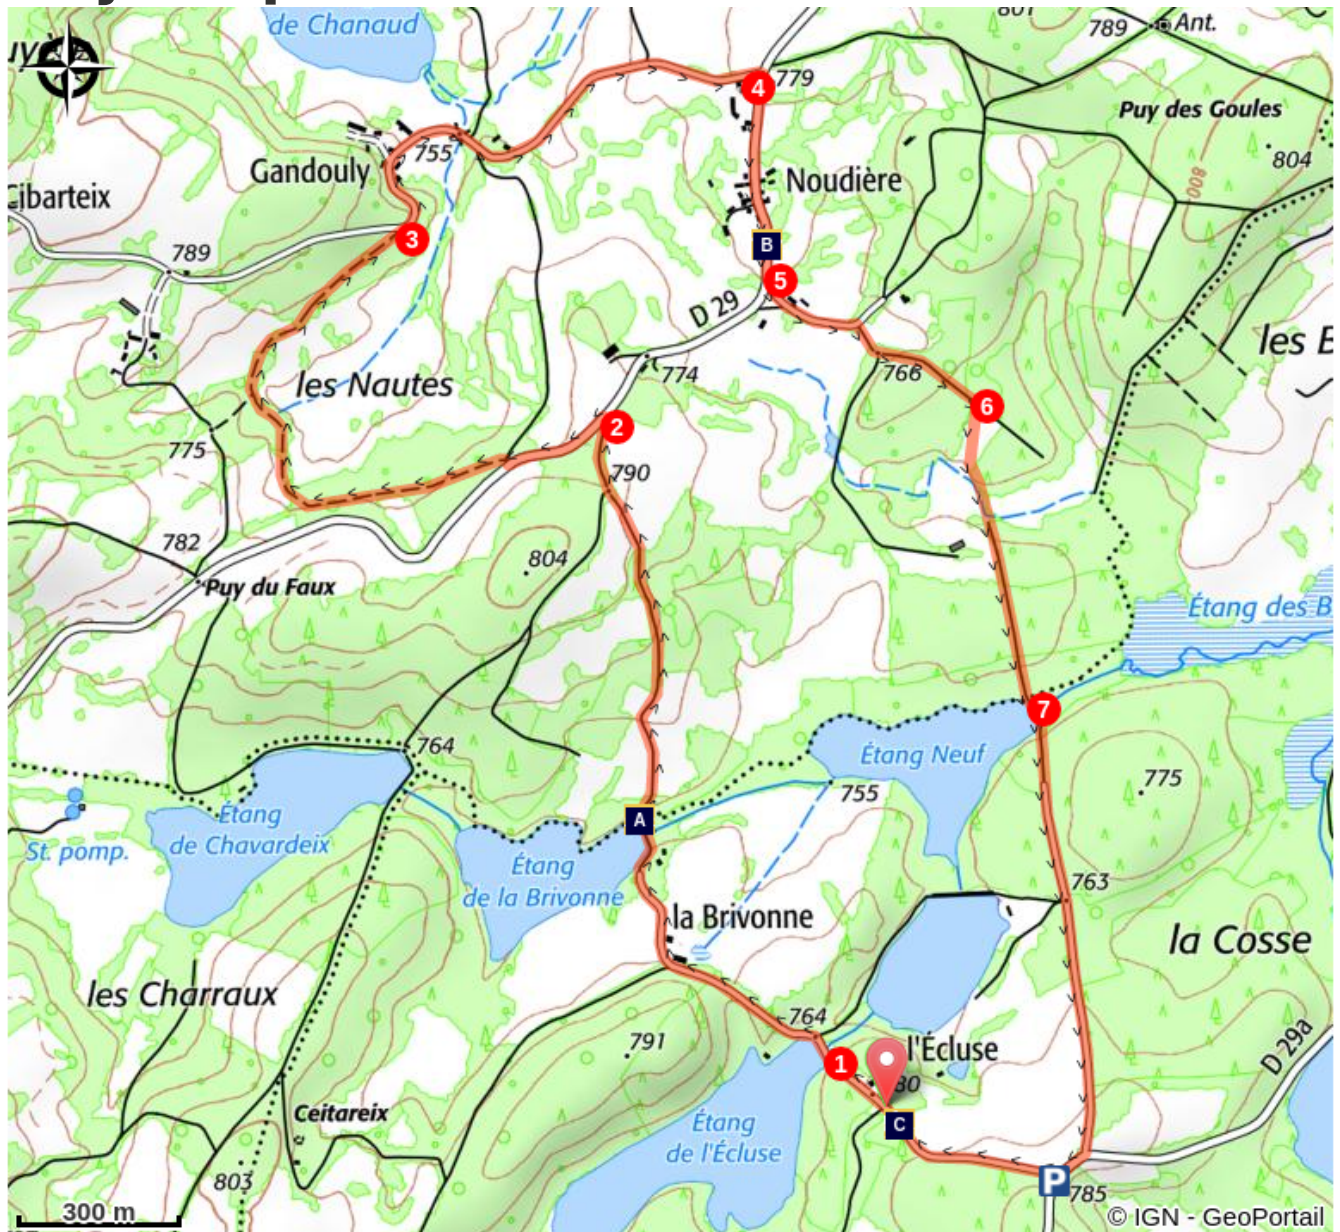 de Chanaud
807
789
Ant.
779
Puy des Goules
755
Gandouly
804
800
Noudière
Cibarteix
3
4
B
789
5
D 29
les B
774
766
les Nautes
6
2
775
790
782
804
Puy du Faux
Étang des B
7
764
Étang Neuf
775
755
A
Étang
de Chavardeix
St. pomp.
Étang
de la Brivonne
763
la Brivonne
la Cosse
les Charraux
764
791
l'Écluse
1
80
D 29a
Ceitareix
C
Étang
de l'Écluse
803
P
785
300 m
© IGN - GeoPortail